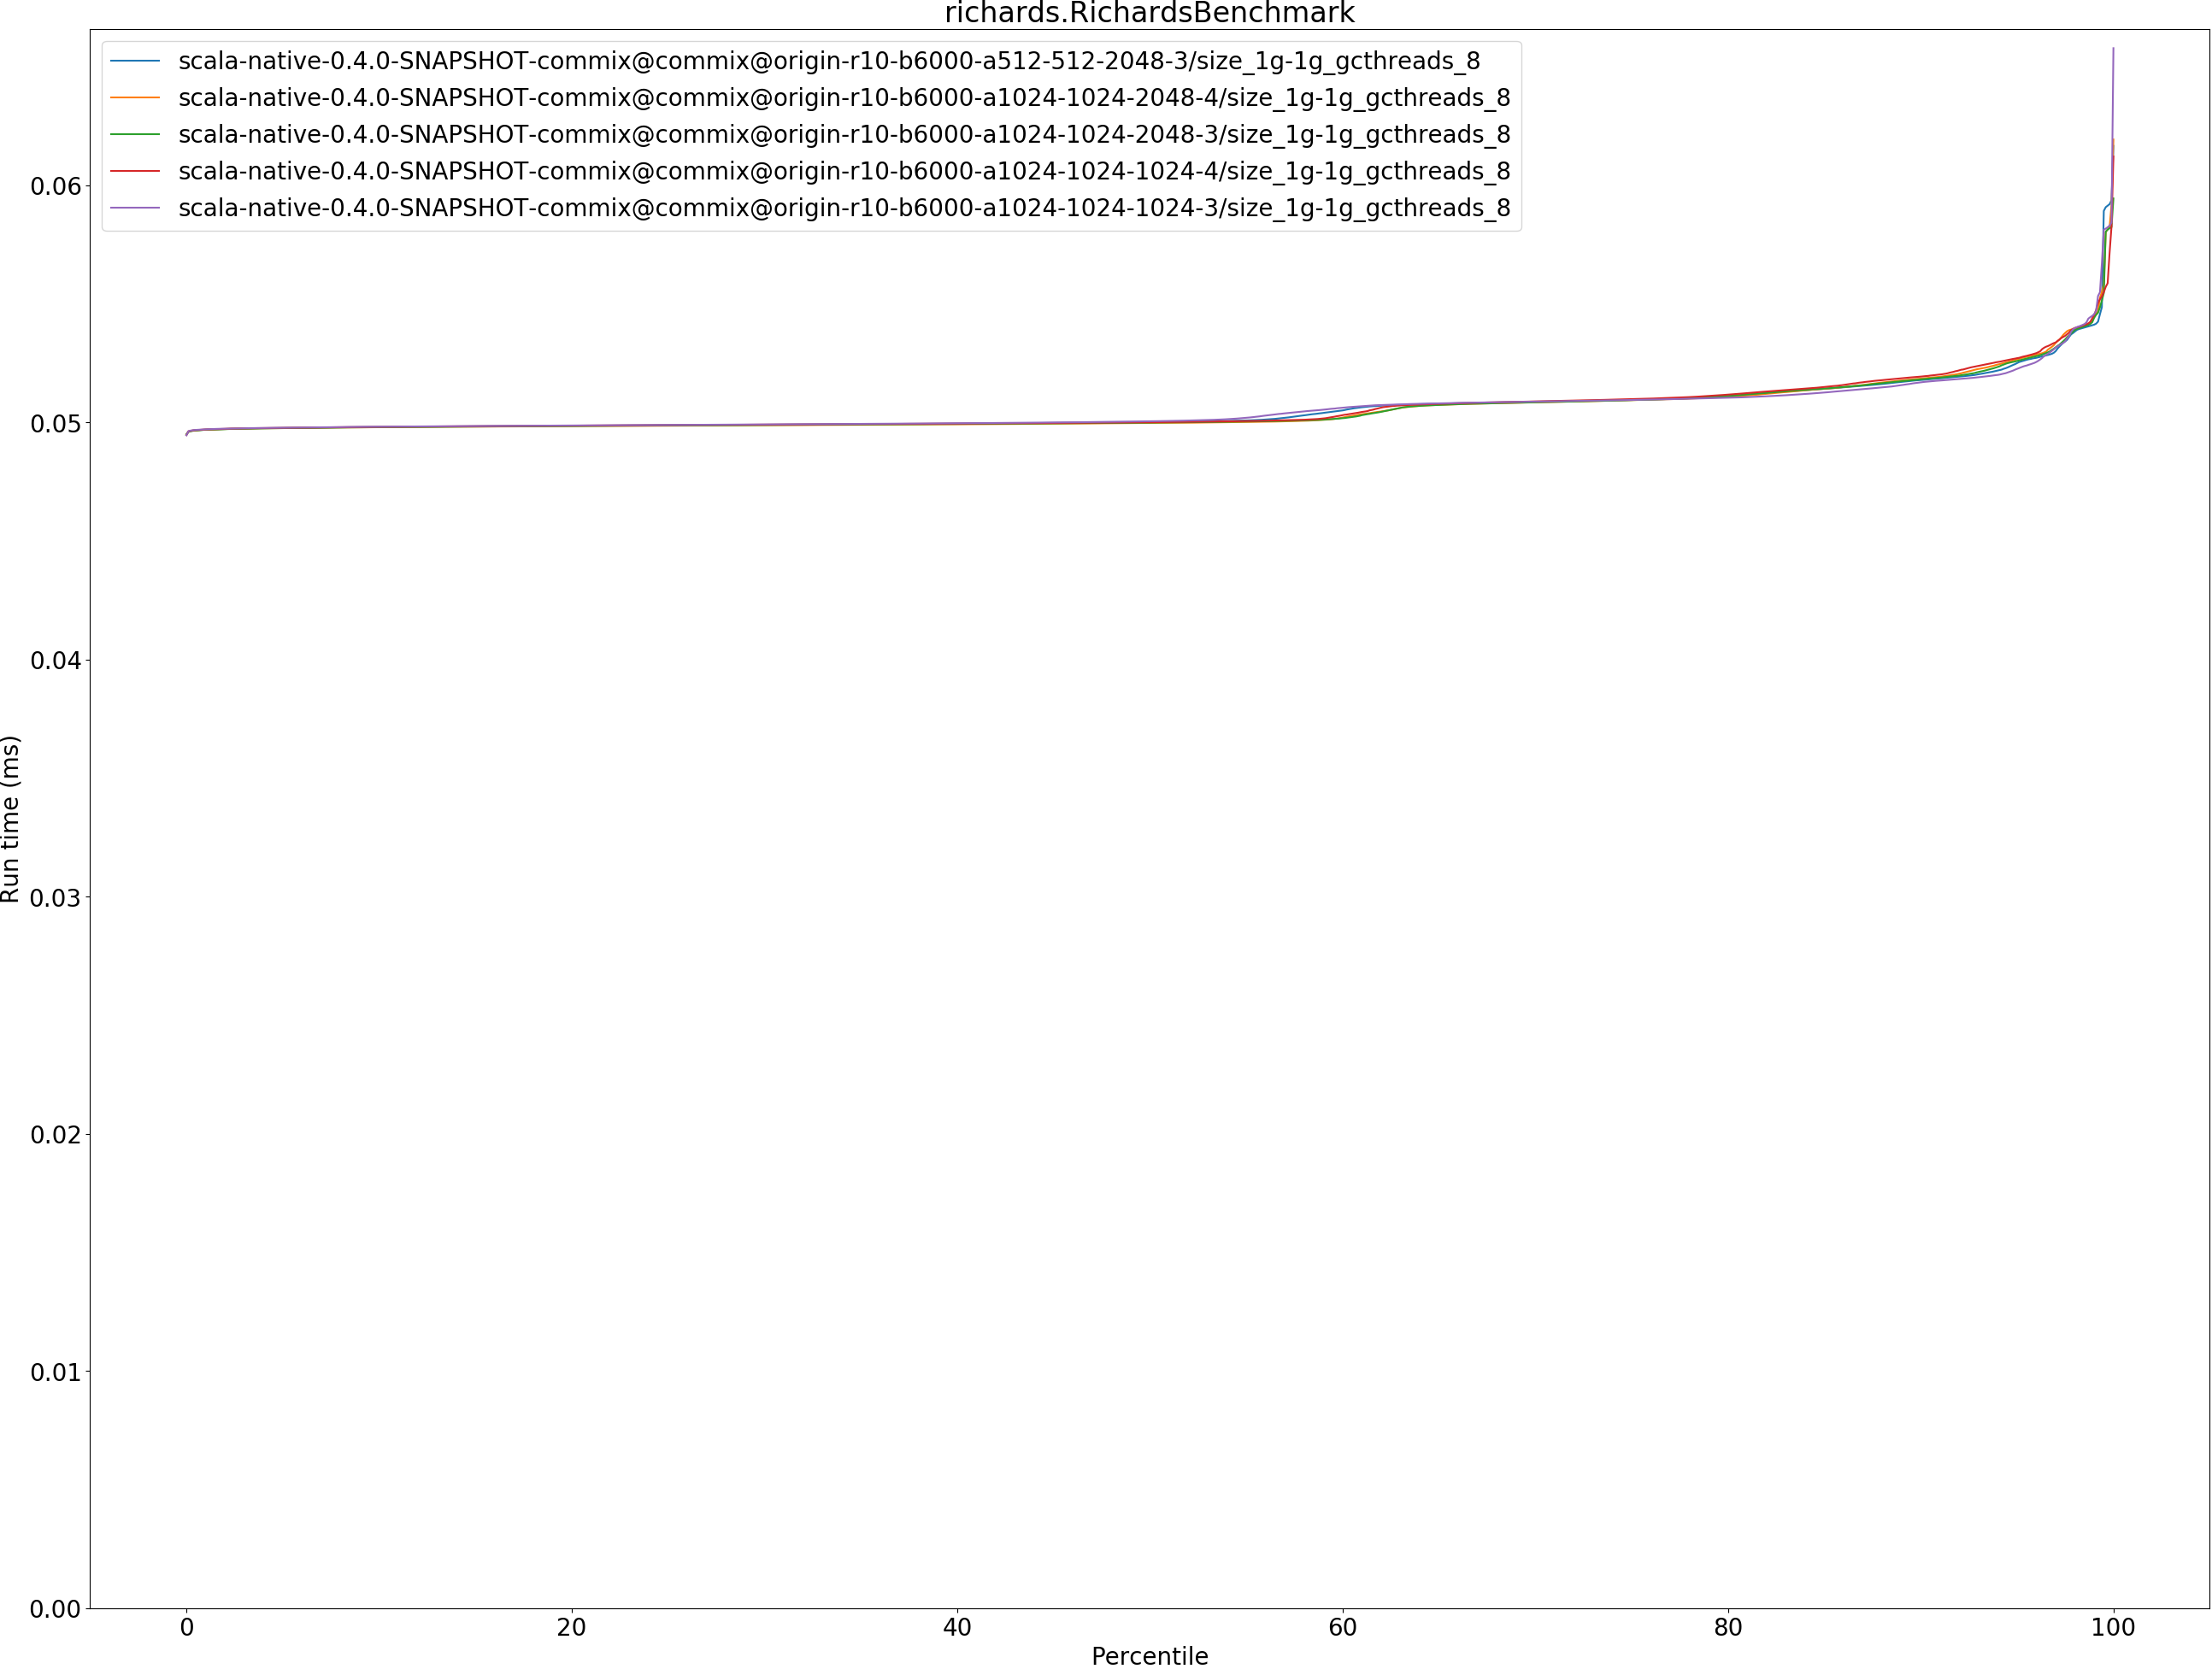 richards.RichardsBenchmark
scala-native-0.4.0-SNAPSHOT-commix@commix@origin-r10-b6000-a512-512-2048-3/size_1g-1g_gcthreads_8
scala-native-0.4.0-SNAPSHOT-commix@commix@origin-r10-b6000-a1024-1024-2048-4/size_1g-1g_gcthreads_8
scala-native-0.4.0-SNAPSHOT-commix@commix@origin-r10-b6000-a1024-1024-2048-3/size_1g-1g_gcthreads_8
scala-native-0.4.0-SNAPSHOT-commix@commix@origin-r10-b6000-a1024-1024-1024-4/size_1g-1g_gcthreads_8
scala-native-0.4.0-SNAPSHOT-commix@commix@origin-r10-b6000-a1024-1024-1024-3/size_1g-1g_gcthreads_8
0.06
0.05
0.04
0.03
0.02
0.01
0.00
Run time (ms)
0 20 40 60 80 100
Percentile